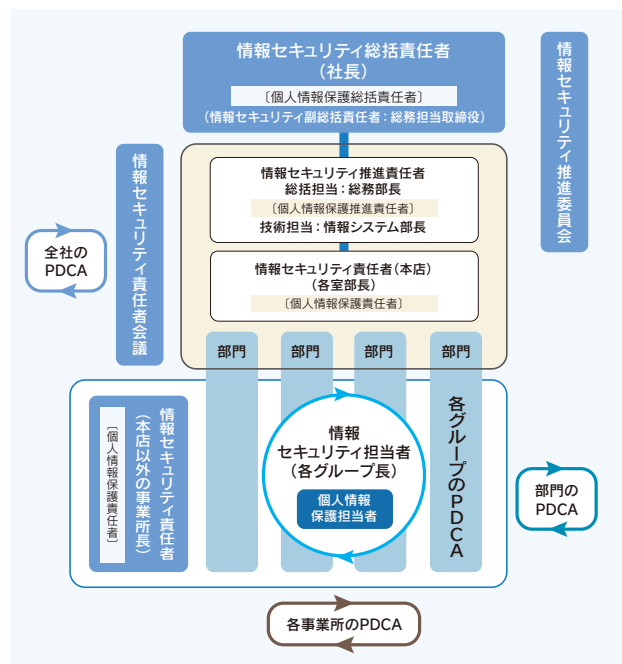 情報セキュリティ総括責任者
（社長）
〔個人情報保護総括責任者〕
（情報セキュリティ副総括責任者：総務担当取締役）
情報セキュリティ推進委員会
情報セキュリティ責任者会議
情報セキュリティ推進責任者
総括担当：総務部長
〔個人情報保護推進責任者〕
技術担当：情報システム部長
全社の
PDCA
情報セキュリティ責任者（本店）
（各室部長）
〔個人情報保護責任者〕
部門
部門
部門
部門
情報セキュリティ責任者
（本店以外の事業所長）
〔個人情報保護責任者〕
情報
セキュリティ担当者
（各グループ長）
個人情報
保護担当者
各グループのPDCA
部門の
PDCA
各事業所のPDCA